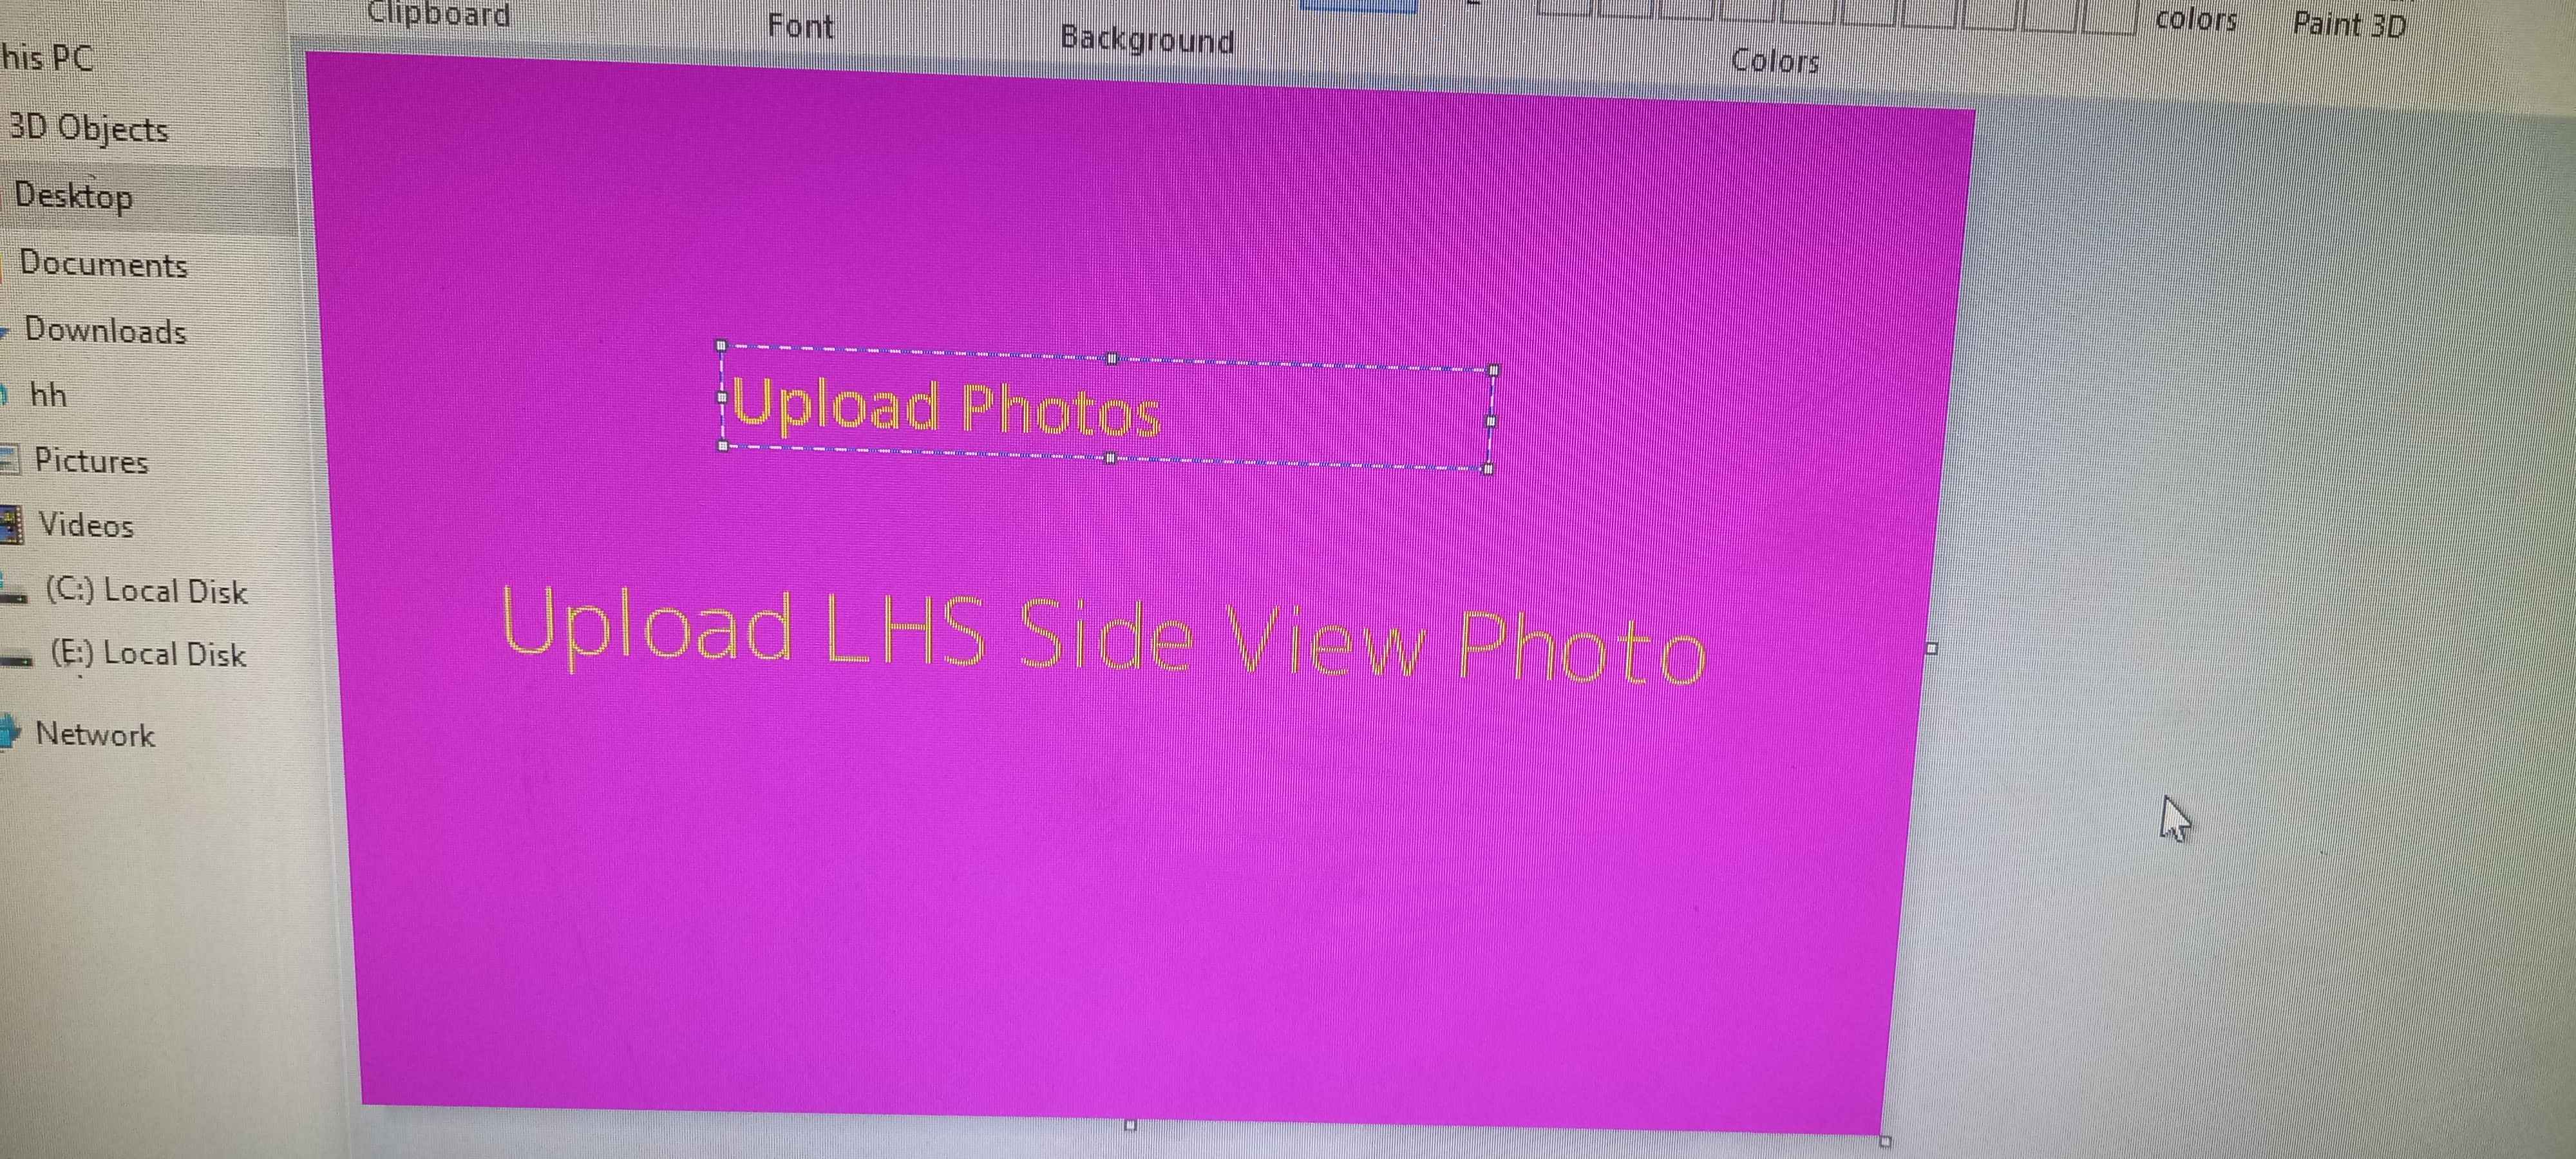 Clipboard
Font
Background
Colors
colors
Paint 3D
his PC
3D Objects
Desktop
Documents
Downloads
hh
Pictures
Videos
(C:) Local Disk
(E:) Local Disk
Network
Upload Photos
Upload LHS Side View Photo